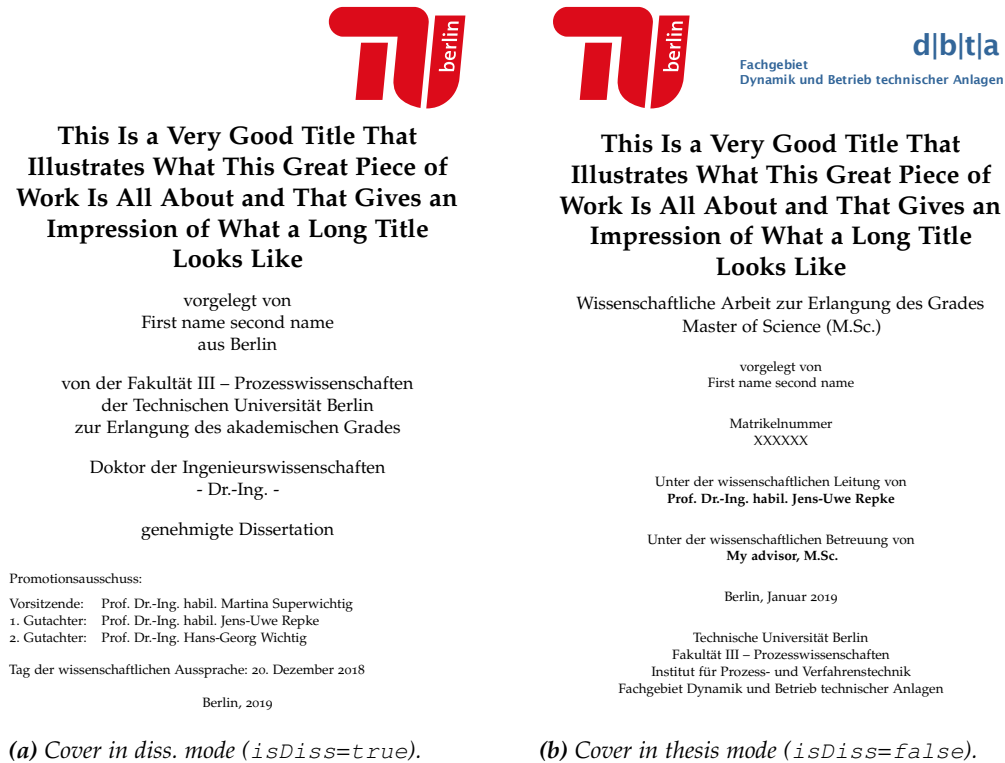 berlin
This Is a Very Good Title That
Illustrates What This Great Piece of
Work Is All About and That Gives an
Impression of What a Long Title
Looks Like
vorgelegt von
First name second name
aus Berlin
von der Fakultät III – Prozesswissenschaften
der Technischen Universität Berlin
zur Erlangung des akademischen Grades
Doktor der Ingenieurswissenschaften
- Dr.-Ing. -
genehmigte Dissertation
Promotionsausschuss:
Vorsitzende: Prof. Dr.-Ing. habil. Martina Superwichtig
1. Gutachter: Prof. Dr.-Ing. habil. Jens-Uwe Repke
2. Gutachter: Prof. Dr.-Ing. Hans-Georg Wichtig
Tag der wissenschaftlichen Aussprache: 20. Dezember 2018
Berlin, 2019
(a) Cover in diss. mode (isDiss=true).
berlin
d|b|t|a
Fachgebiet
Dynamik und Betrieb technischer Anlagen
This Is a Very Good Title That
Illustrates What This Great Piece of
Work Is All About and That Gives an
Impression of What a Long Title
Looks Like
Wissenschaftliche Arbeit zur Erlangung des Grades
Master of Science (M.Sc.)
vorgelegt von
First name second name
Matrikelnummer
XXXXXX
Unter der wissenschaftlichen Leitung von
Prof. Dr.-Ing. habil. Jens-Uwe Repke
Unter der wissenschaftlichen Betreuung von
My advisor, M.Sc.
Berlin, Januar 2019
Technische Universität Berlin
Fakultät III – Prozesswissenschaften
Institut für Prozess- und Verfahrenstechnik
Fachgebiet Dynamik und Betrieb technischer Anlagen
(b) Cover in thesis mode (isDiss=false).